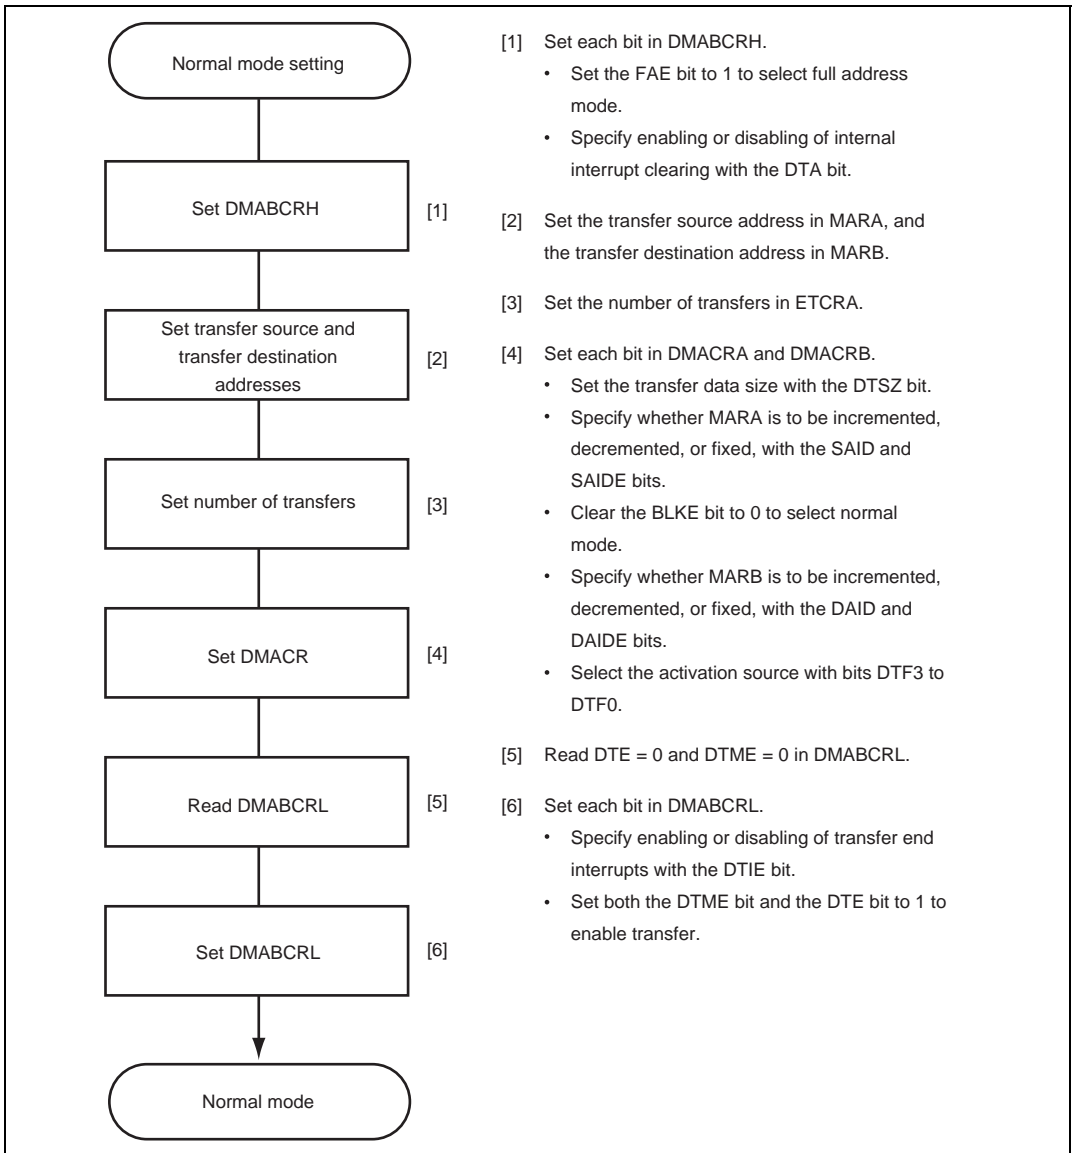 Normal mode setting
Set DMABCRH
[1]
Set transfer source and
transfer destination
addresses
[2]
Set number of transfers
[3]
Set DMACR
[4]
Read DMABCRL
[5]
Set DMABCRL
[6]
Normal mode
[1] Set each bit in DMABCRH.
• Set the FAE bit to 1 to select full address
mode.
• Specify enabling or disabling of internal
interrupt clearing with the DTA bit.
[2] Set the transfer source address in MARA, and
the transfer destination address in MARB.
[3] Set the number of transfers in ETCRA.
[4] Set each bit in DMACRA and DMACRB.
• Set the transfer data size with the DTSZ bit.
• Specify whether MARA is to be incremented,
decremented, or fixed, with the SAID and
SAIDE bits.
• Clear the BLKE bit to 0 to select normal
mode.
• Specify whether MARB is to be incremented,
decremented, or fixed, with the DAID and
DAIDE bits.
• Select the activation source with bits DTF3 to
DTF0.
[5] Read DTE = 0 and DTME = 0 in DMABCRL.
[6] Set each bit in DMABCRL.
• Specify enabling or disabling of transfer end
interrupts with the DTIE bit.
• Set both the DTME bit and the DTE bit to 1 to
enable transfer.